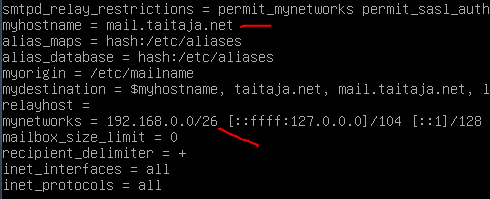 smtpd_relay_restrictions = permit_mynetworks permit_sasl_auth
myhostname = mail.taitaja.net
alias_maps = hash:/etc/aliases
alias_database = hash:/etc/aliases
myorigin = /etc/mailname
mydestination = $myhostname, taitaja.net, mail.taitaja.net, l
relayhost =
mynetworks = 192.168.0.0/26 [::ffff:127.0.0.0]/104 [::1]/128
mailbox_size_limit = 0
recipient_delimiter = +
inet_interfaces = all
inet_protocols = all